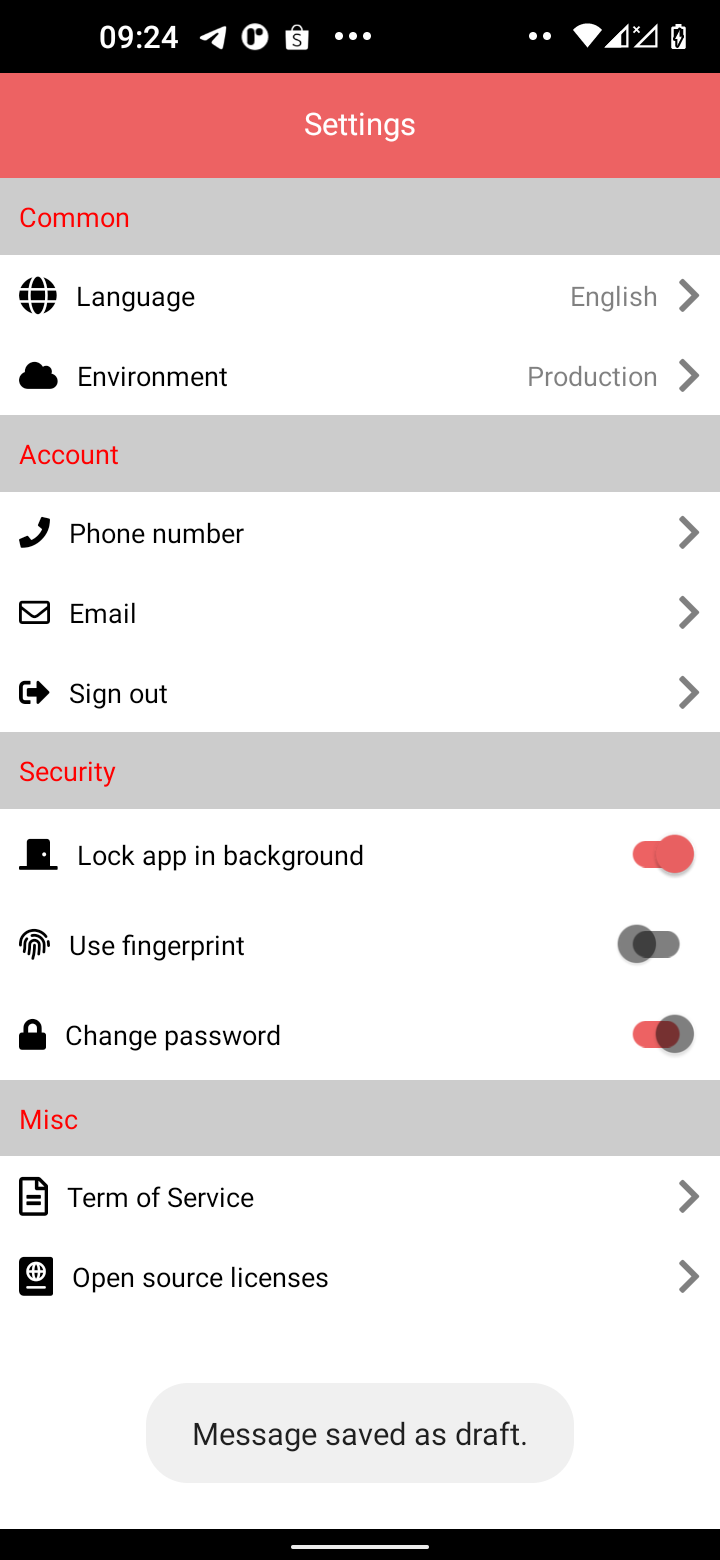 09:24
Settings
Common
Language English
Environment Production
Account
Phone number
Email
Sign out
Security
Lock app in background
Use fingerprint
Change password
Misc
Term of Service
Open source licenses
Message saved as draft.